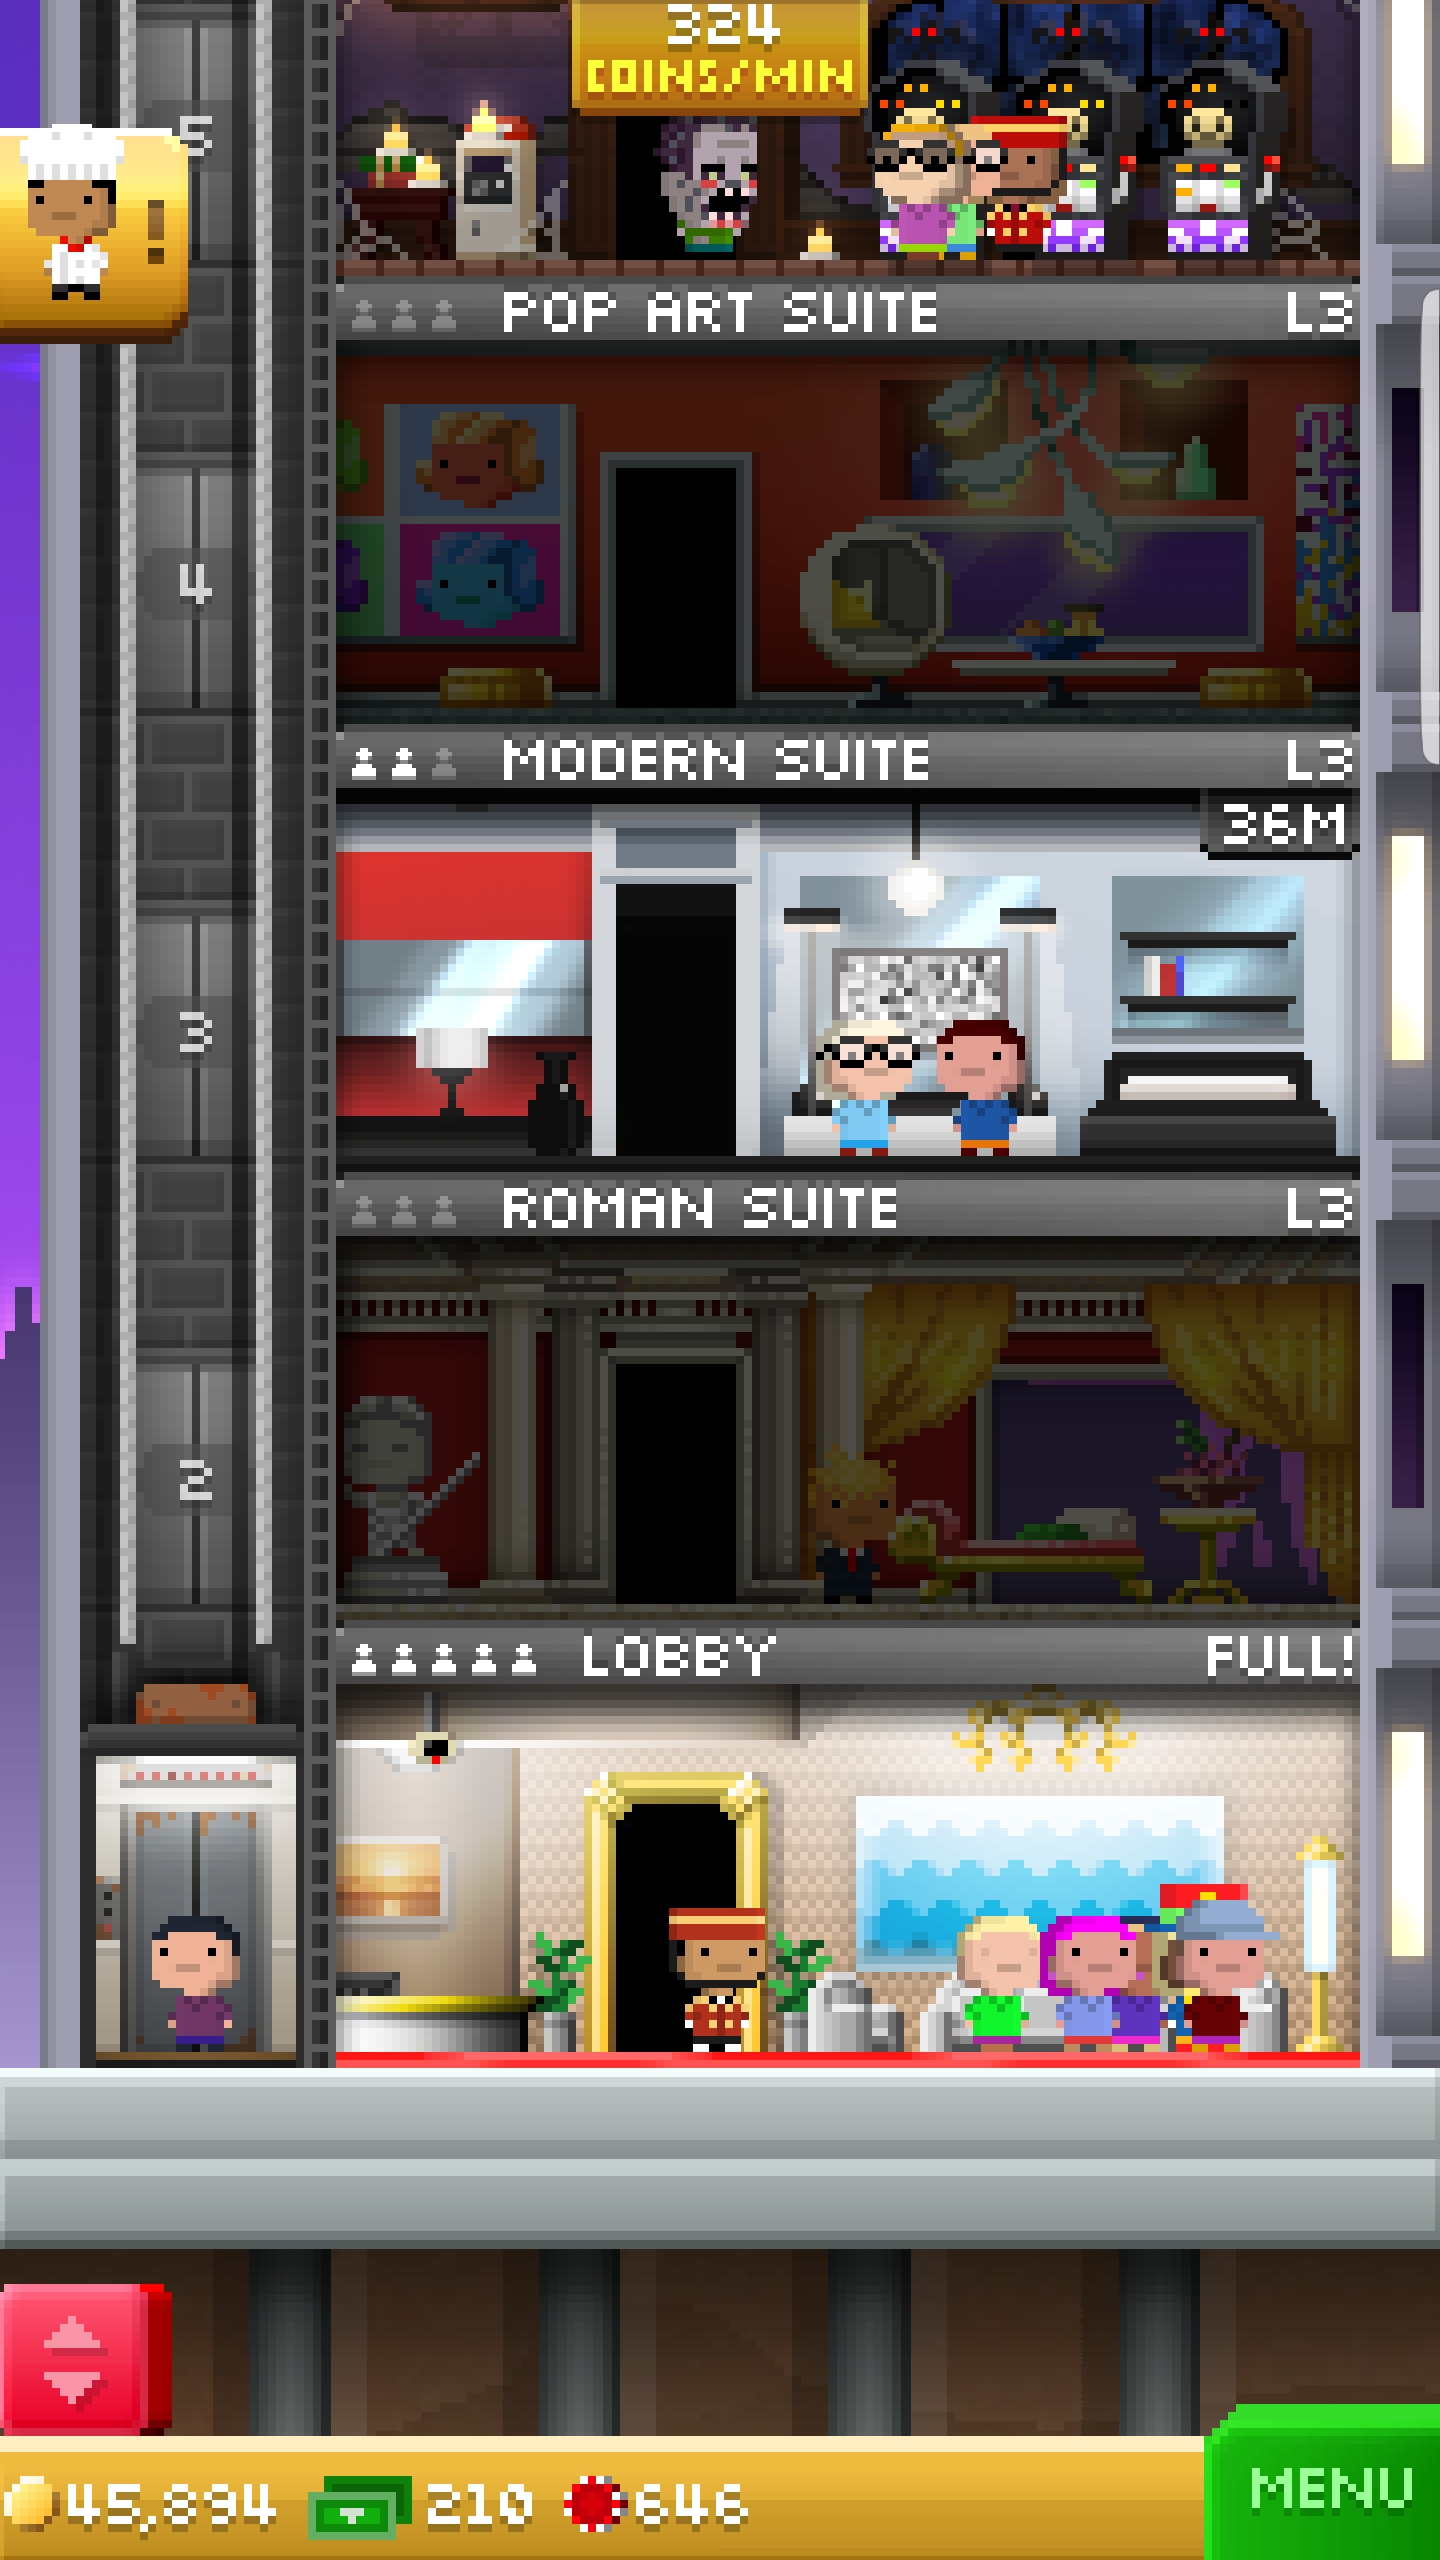 324
COINS/MIN
5
!
POP ART SUITE L3
4
MODERN SUITE L3
36M
3
ROMAN SUITE L3
2
LOBBY FULL!
45,894 210 646
MENU